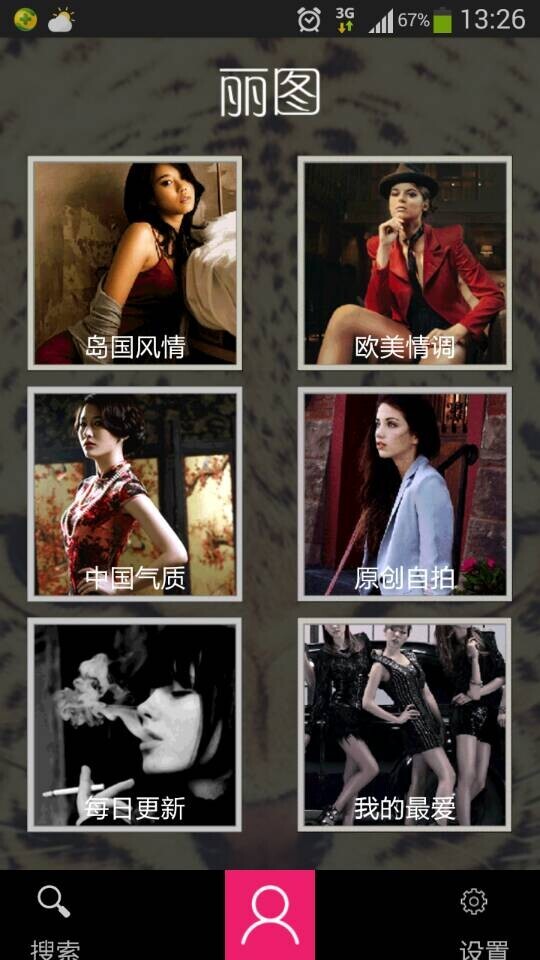 3G 67% 13:26
丽图
岛国风情 欧美情调
中国气质 原创自拍
每日更新 我的最爱
搜索 设置